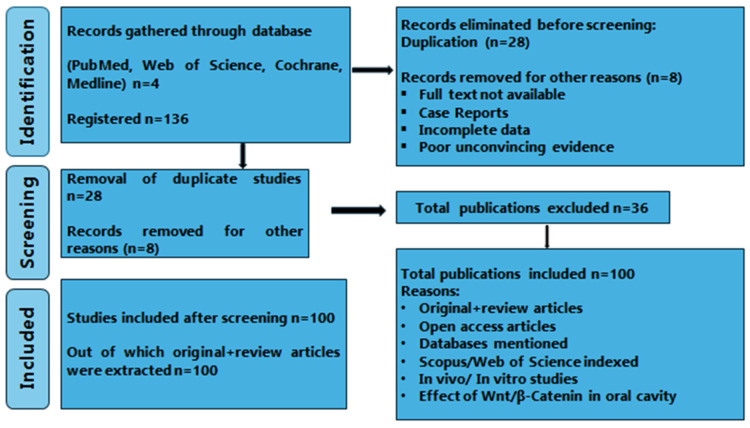 Identification
Records gathered through database
(PubMed, Web of Science, Cochrane,
Medline) n=4
Registered n=136
Records eliminated before screening:
Duplication (n=28)
Records removed for other reasons (n=8)
▪ Full text not available
▪ Case Reports
▪ Incomplete data
▪ Poor unconvincing evidence
Screening
Removal of duplicate studies
n=28
Records removed for other
reasons (n=8)
Total publications excluded n=36
Included
Studies included after screening n=100
Out of which original+review articles
were extracted n=100
Total publications included n=100
Reasons:
• Original+review articles
• Open access articles
• Databases mentioned
• Scopus/Web of Science indexed
• In vivo/ In vitro studies
• Effect of Wnt/β-Catenin in oral cavity